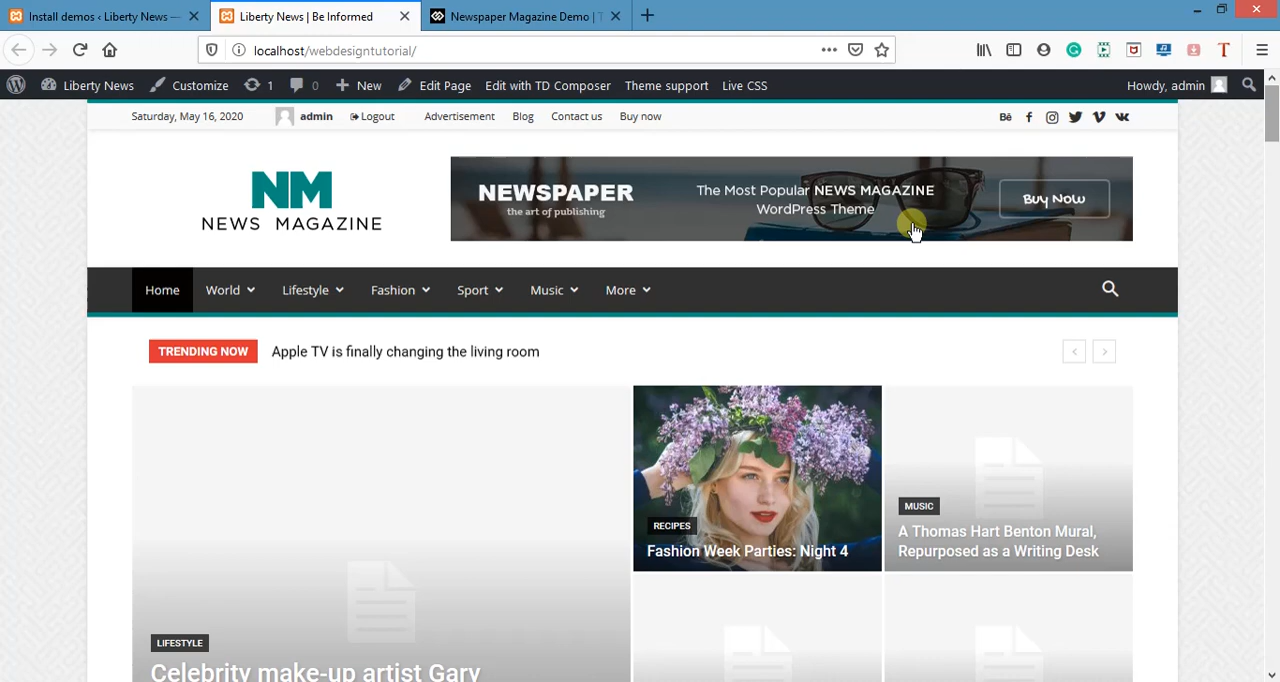 Install demos ‹ Liberty News —
Liberty News | Be Informed
Newspaper Magazine Demo |
localhost/webdesigntutorial/
Liberty News
Customize
1
0
New
Edit Page
Edit with TD Composer
Theme support
Live CSS
Howdy, admin
Saturday, May 16, 2020
admin
Logout
Advertisement
Blog
Contact us
Buy now
NM
NEWS MAGAZINE
NEWSPAPER
the art of publishing
The Most Popular NEWS MAGAZINE
WordPress Theme
Buy Now
Home
World
Lifestyle
Fashion
Sport
Music
More
TRENDING NOW
Apple TV is finally changing the living room
RECIPES
Fashion Week Parties: Night 4
MUSIC
A Thomas Hart Benton Mural,
Repurposed as a Writing Desk
LIFESTYLE
Celebrity make-up artist Gary